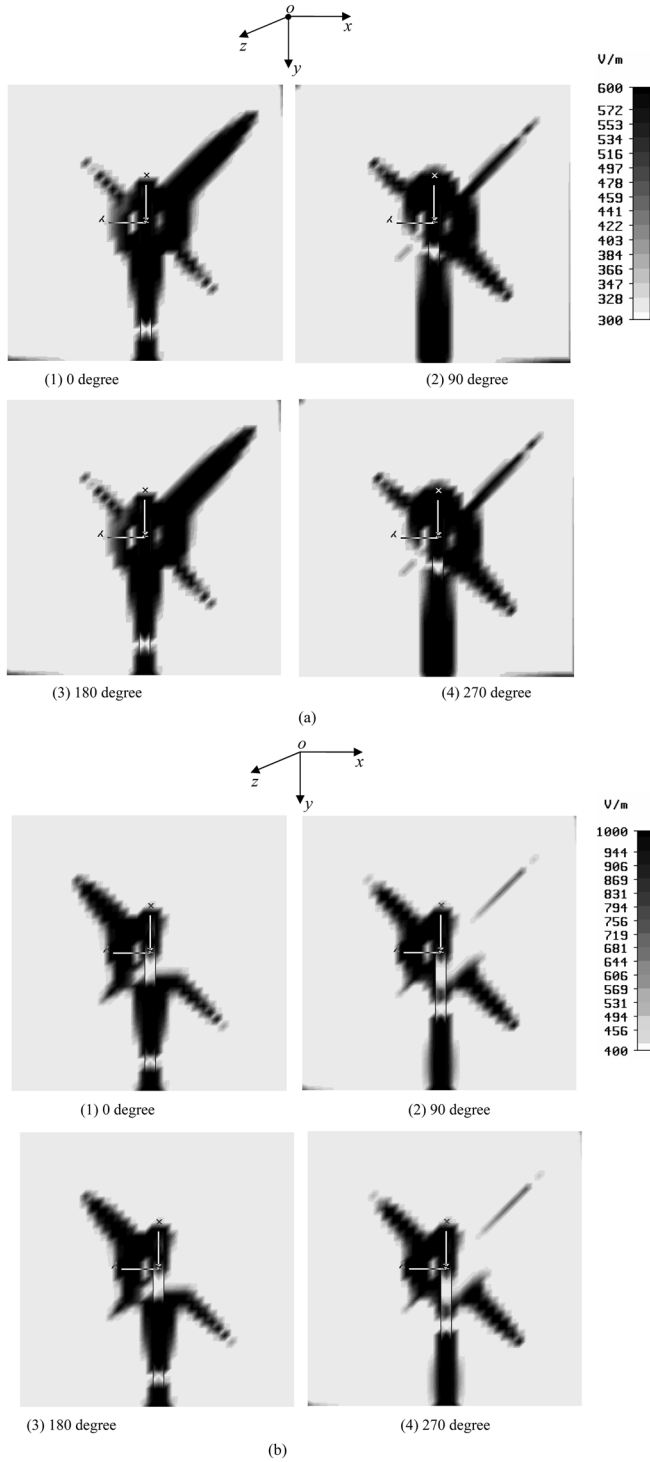 o
x
z
y
V/m
600
572
553
534
516
497
478
459
441
422
403
384
366
347
328
300
(1) 0 degree
(2) 90 degree
(3) 180 degree
(4) 270 degree
(a)
o
x
z
y
V/m
1000
944
906
869
831
794
756
719
681
644
606
569
531
494
456
400
(1) 0 degree
(2) 90 degree
(3) 180 degree
(4) 270 degree
(b)